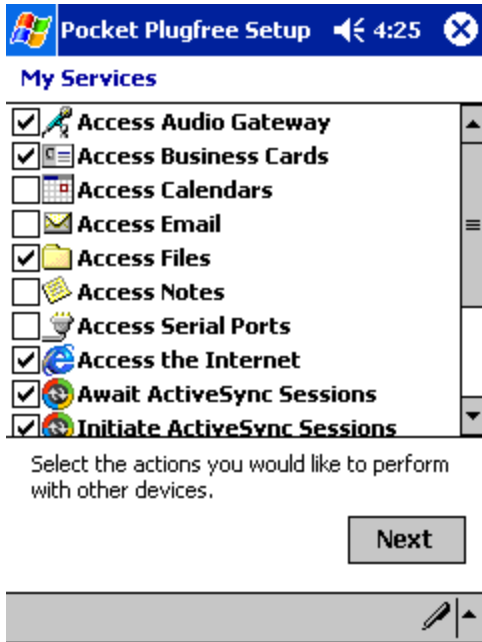 Pocket Plugfree Setup 4:25
My Services
Access Audio Gateway
Access Business Cards
Access Calendars
Access Email
Access Files
Access Notes
Access Serial Ports
Access the Internet
Await ActiveSync Sessions
Initiate ActiveSync Sessions
Select the actions you would like to perform
with other devices.
Next